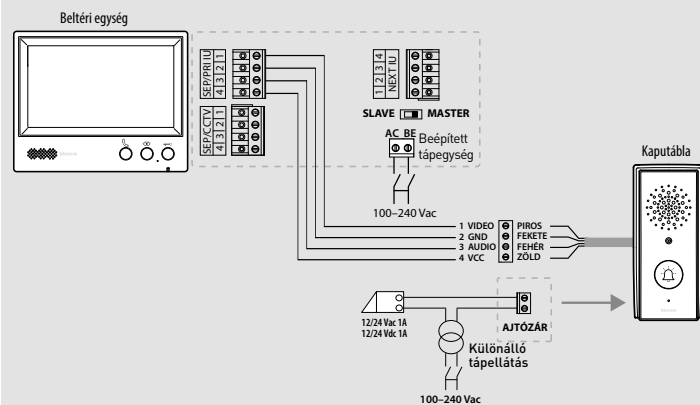 Beltéri egység
SEP/PRI IU
4 3 2 1
SEP/CCTV
4 3 2 1
1 2 3 4
NEXT IU
SLAVE MASTER
AC BE
Beépített
tápegység
100–240 Vac
Kaputábla
1 VIDEO PIROS
2 GND FEKETE
3 AUDIO FEHÉR
4 VCC ZÖLD
12/24 Vac 1A
12/24 Vdc 1A
AJTÓZÁR
Különálló
tápellátás
100–240 Vac